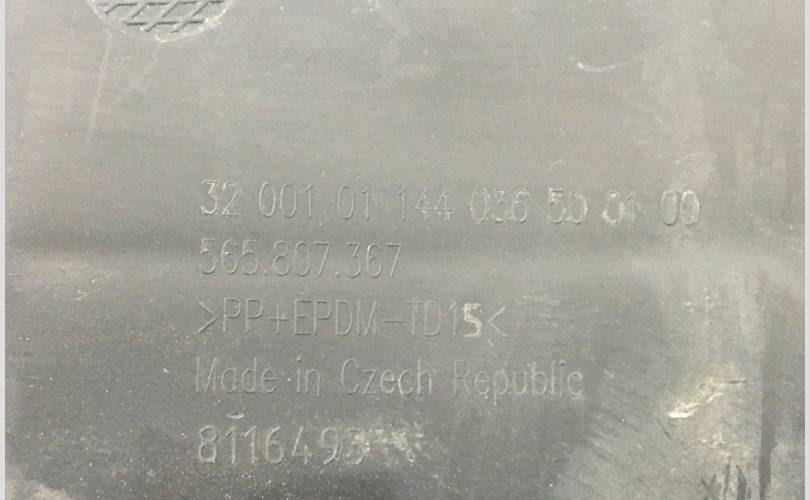 32 001 01 144 036 50 01 00
565.807.367
>PP+EPDM-TD15<
Made in Czech Republic